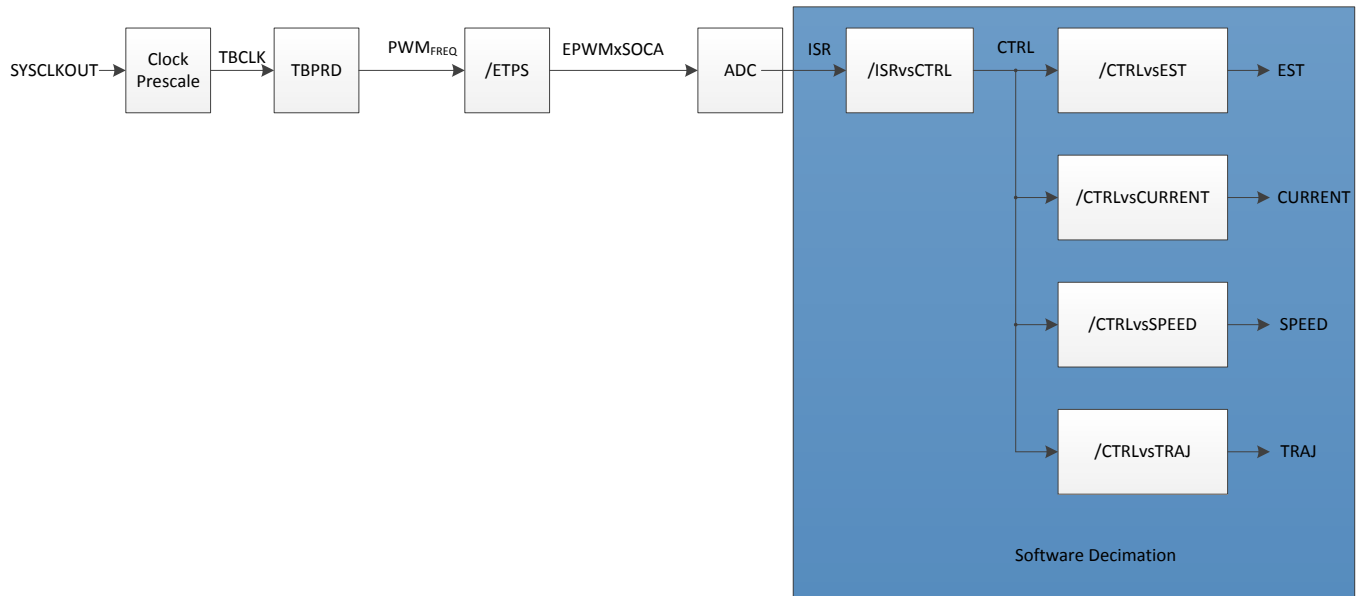 SYSCLKOUT
Clock
Prescale
TBCLK
TBPRD
PWMFREQ
/ETPS
EPWMxSOCA
ADC
ISR
/ISRvsCTRL
CTRL
/CTRLvsEST
EST
/CTRLvsCURRENT
CURRENT
/CTRLvsSPEED
SPEED
/CTRLvsTRAJ
TRAJ
Software Decimation